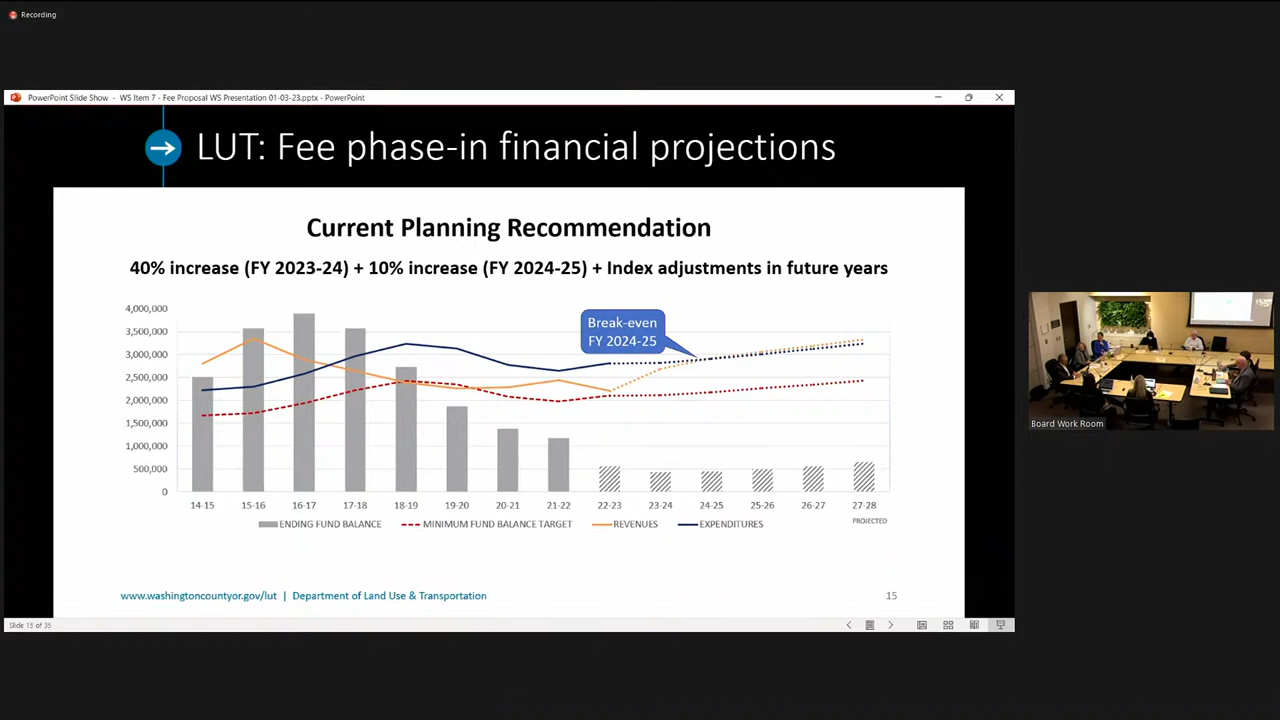 Recording
PowerPoint Slide Show - WS Item 7 - Fee Proposal WS Presentation 01-03-23.pptx - PowerPoint
LUT: Fee phase-in financial projections
Current Planning Recommendation
40% increase (FY 2023-24) + 10% increase (FY 2024-25) + Index adjustments in future years
4,000,000
3,500,000
3,000,000
2,500,000
2,000,000
1,500,000
1,000,000
500,000
0
Break-even
FY 2024-25
14-15 15-16 16-17 17-18 18-19 19-20 20-21 21-22 22-23 23-24 24-25 25-26 26-27 27-28
PROJECTED
ENDING FUND BALANCE MINIMUM FUND BALANCE TARGET REVENUES EXPENDITURES
www.washingtoncountyor.gov/lut | Department of Land Use & Transportation
15
Slide 15 of 35
Board Work Room